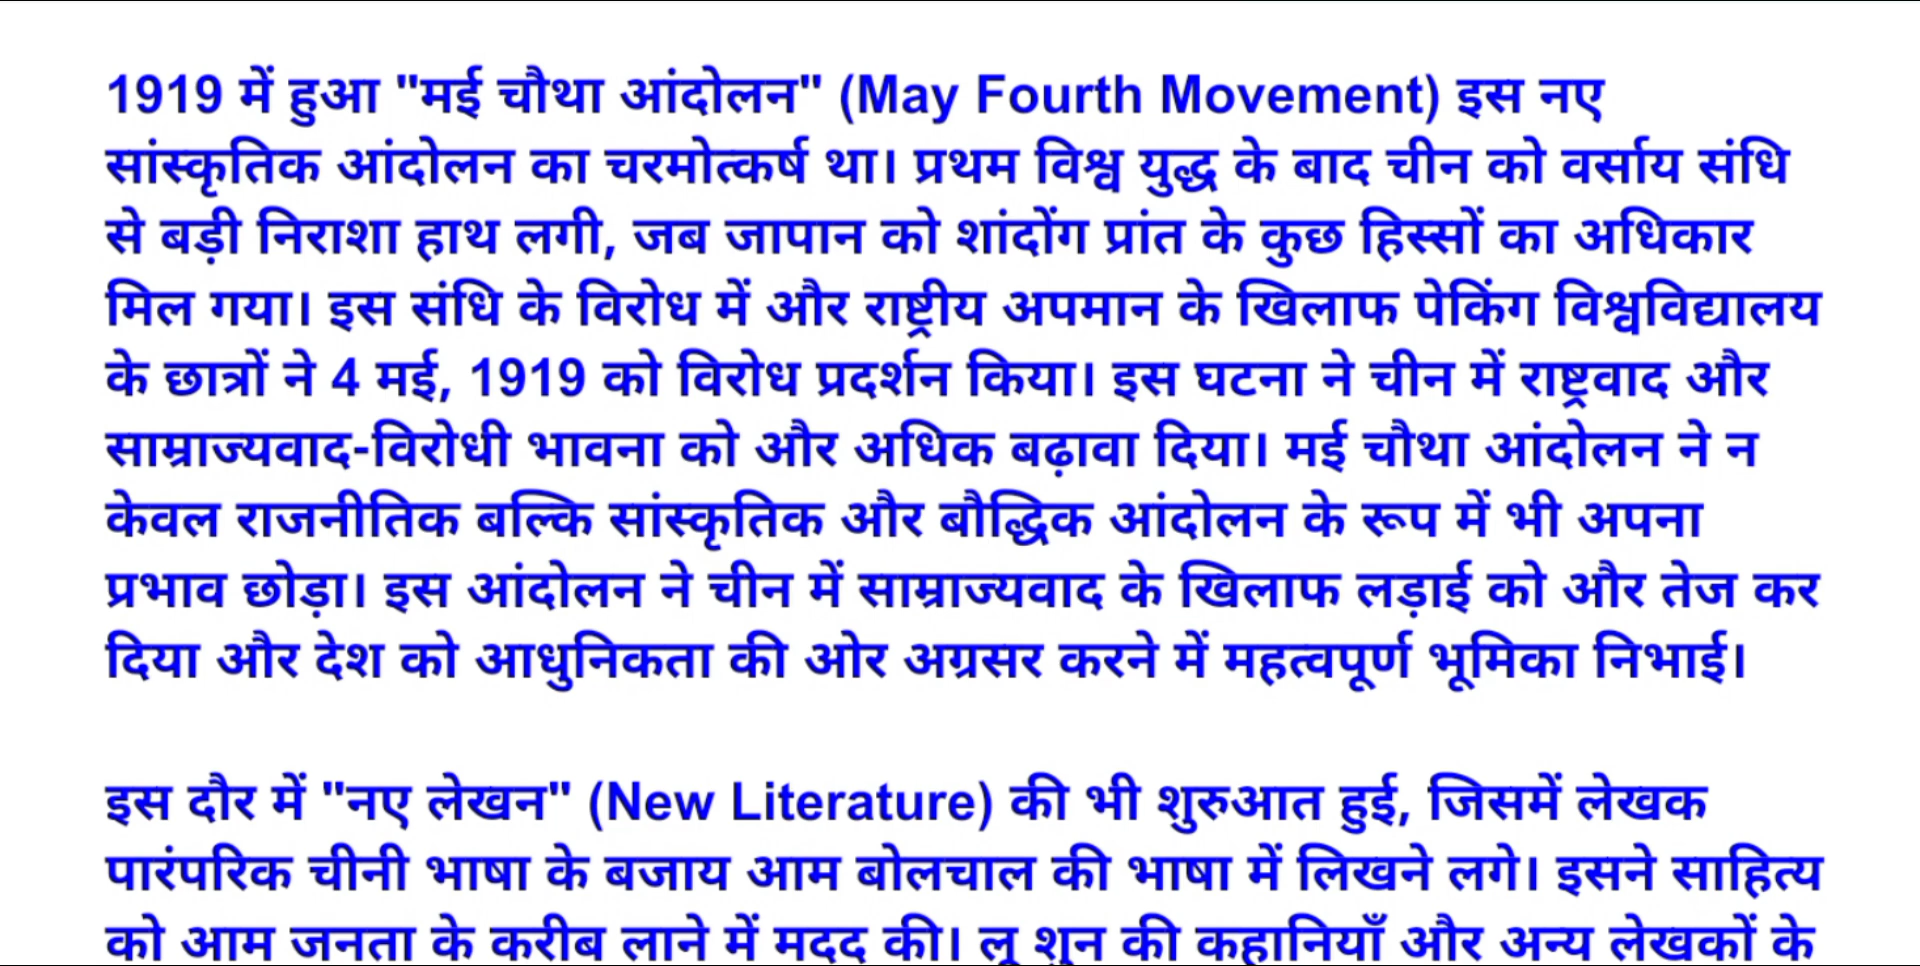 1919 में हुआ "मई चौथा आंदोलन" (May Fourth Movement) इस नए
सांस्कृतिक आंदोलन का चरमोत्कर्ष था। प्रथम विश्व युद्ध के बाद चीन को वर्साय संधि
से बड़ी निराशा हाथ लगी, जब जापान को शांदोंग प्रांत के कुछ हिस्सों का अधिकार
मिल गया। इस संधि के विरोध में और राष्ट्रीय अपमान के खिलाफ पेकिंग विश्वविद्यालय
के छात्रों ने 4 मई, 1919 को विरोध प्रदर्शन किया। इस घटना ने चीन में राष्ट्रवाद और
साम्राज्यवाद-विरोधी भावना को और अधिक बढ़ावा दिया। मई चौथा आंदोलन ने न
केवल राजनीतिक बल्कि सांस्कृतिक और बौद्धिक आंदोलन के रूप में भी अपना
प्रभाव छोड़ा। इस आंदोलन ने चीन में साम्राज्यवाद के खिलाफ लड़ाई को और तेज कर
दिया और देश को आधुनिकता की ओर अग्रसर करने में महत्वपूर्ण भूमिका निभाई।
इस दौर में "नए लेखन" (New Literature) की भी शुरुआत हुई, जिसमें लेखक
पारंपरिक चीनी भाषा के बजाय आम बोलचाल की भाषा में लिखने लगे। इसने साहित्य
को आम जनता के करीब लाने में मदद की। लू शुन की कहानियाँ और अन्य लेखकों के